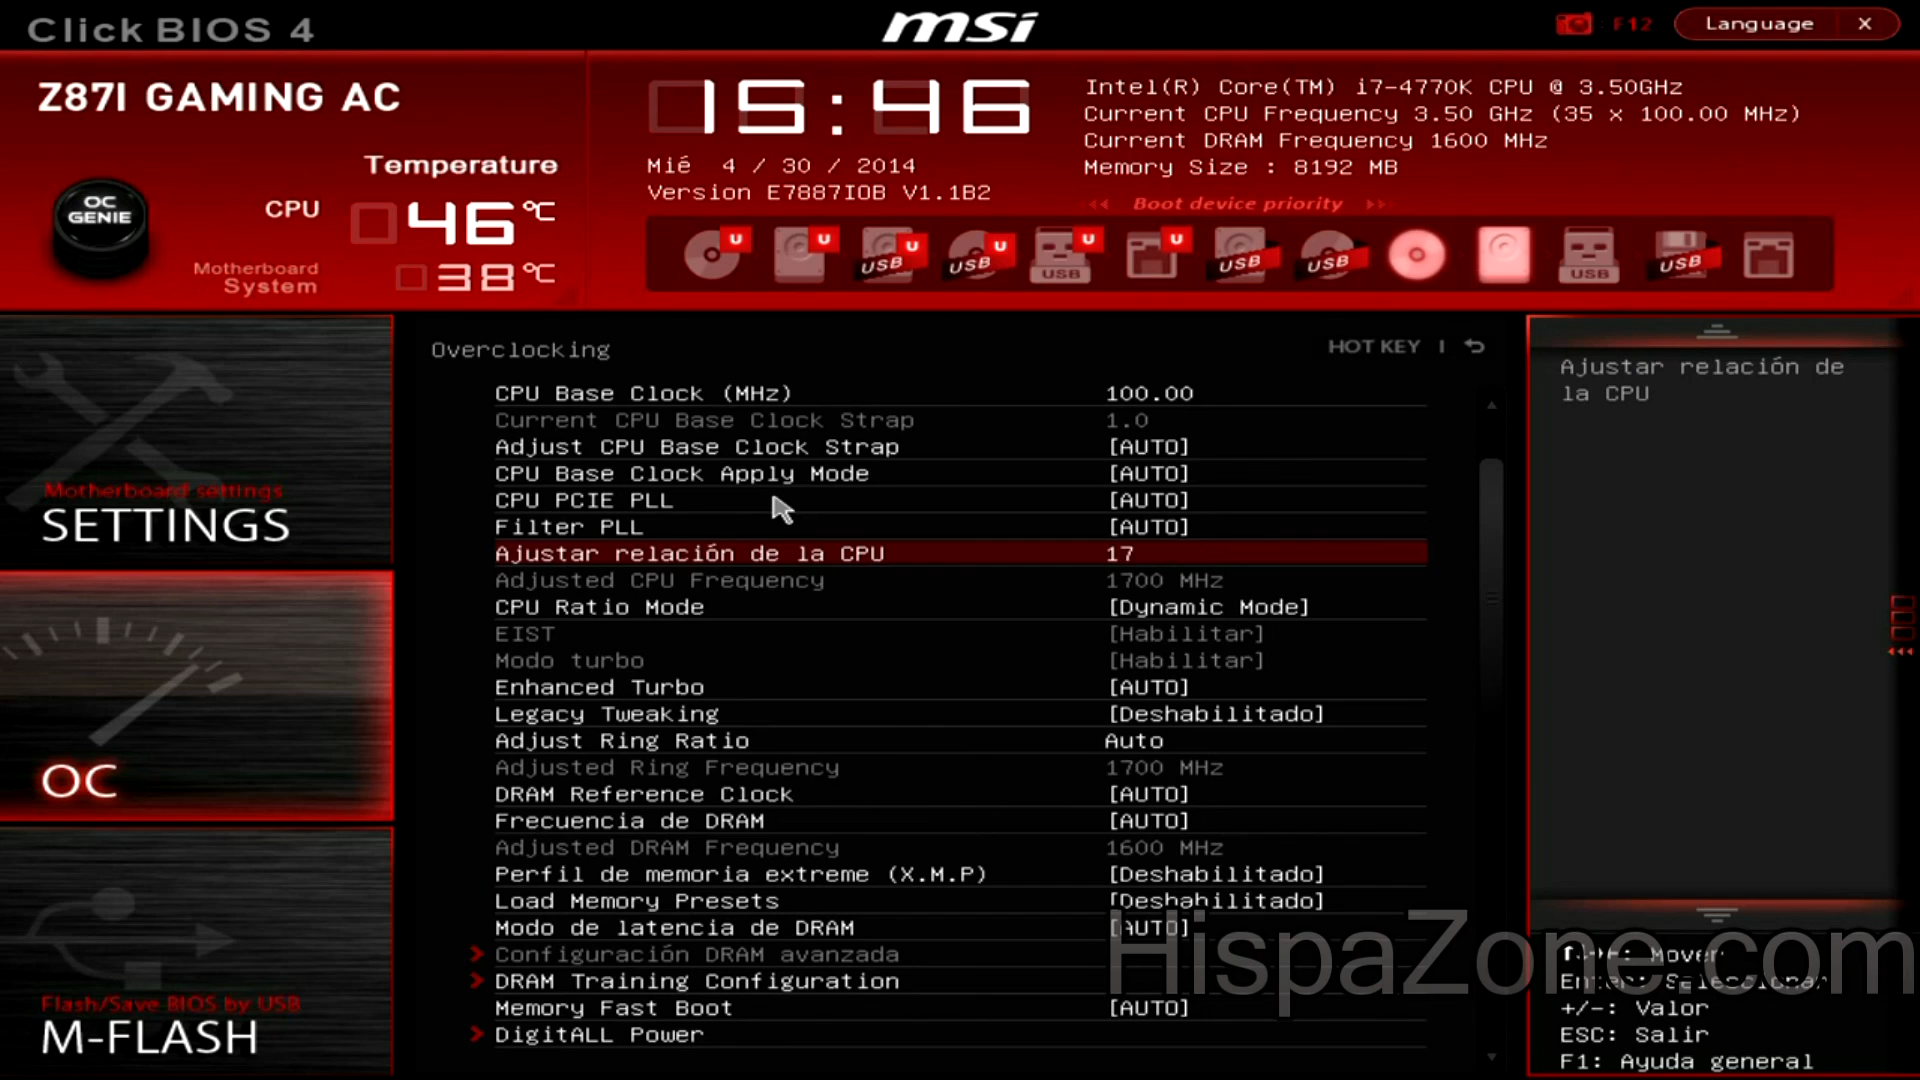 Click BIOS 4
msi
F12
Language X
Z87I GAMING AC
OC GENIE
Temperature
CPU 46°C
Motherboard System 38°C
15:46
Mié 4 / 30 / 2014
Version E7887IOB V1.1B2
Intel(R) Core(TM) i7-4770K CPU @ 3.50GHz
Current CPU Frequency 3.50 GHz (35 x 100.00 MHz)
Current DRAM Frequency 1600 MHz
Memory Size : 8192 MB
Boot device priority
U U U USB U USB U USB U USB USB USB USB
Motherboard settings
SETTINGS
OC
Flash/Save BIOS by USB
M-FLASH
Overclocking
HOT KEY |
CPU Base Clock (MHz) 100.00
Current CPU Base Clock Strap 1.0
Adjust CPU Base Clock Strap [AUTO]
CPU Base Clock Apply Mode [AUTO]
CPU PCIE PLL [AUTO]
Filter PLL [AUTO]
Ajustar relación de la CPU 17
Adjusted CPU Frequency 1700 MHz
CPU Ratio Mode [Dynamic Mode]
EIST [Habilitar]
Modo turbo [Habilitar]
Enhanced Turbo [AUTO]
Legacy Tweaking [Deshabilitado]
Adjust Ring Ratio Auto
Adjusted Ring Frequency 1700 MHz
DRAM Reference Clock [AUTO]
Frecuencia de DRAM [AUTO]
Adjusted DRAM Frequency 1600 MHz
Perfil de memoria extreme (X.M.P) [Deshabilitado]
Load Memory Presets [Deshabilitado]
Modo de latencia de DRAM [AUTO]
> Configuración DRAM avanzada
> DRAM Training Configuration
Memory Fast Boot [AUTO]
> DigitALL Power
Ajustar relación de
la CPU
Mover
Enter: Seleccionar
+/-: Valor
ESC: Salir
F1: Ayuda general
HispaZone.com